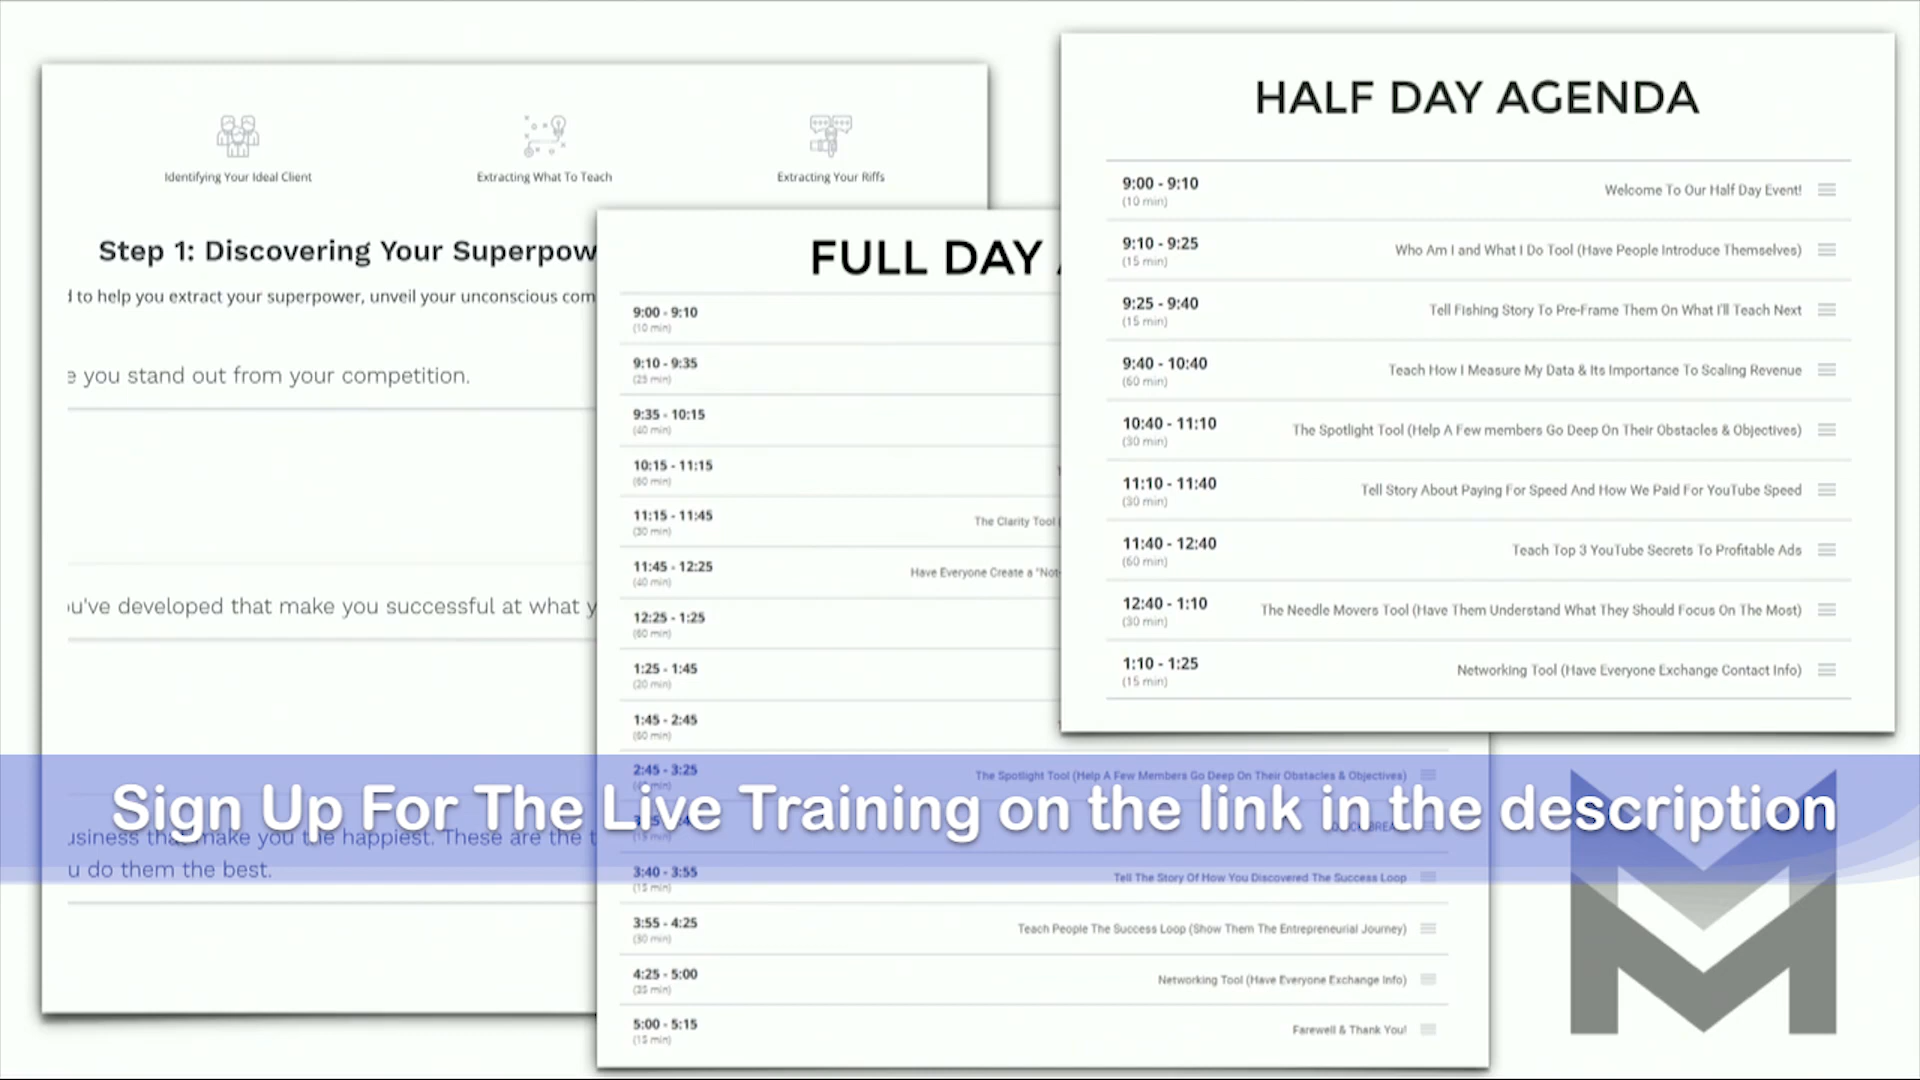 Identifying Your Ideal Client
Extracting What To Teach
Extracting Your Riffs
Step 1: Discovering Your Superpow
d to help you extract your superpower, unveil your unconscious com
e you stand out from your competition.
u've developed that make you successful at what y
usiness that make you the happiest. These are the t
u do them the best.
FULL DAY
9:00 - 9:10
(10 min)
9:10 - 9:35
(25 min)
9:35 - 10:15
(40 min)
10:15 - 11:15
(60 min)
11:15 - 11:45
(30 min)
The Clarity Tool
11:45 - 12:25
(40 min)
Have Everyone Create a "Not-
12:25 - 1:25
(60 min)
1:25 - 1:45
(20 min)
1:45 - 2:45
(60 min)
2:45 - 3:25
The Spotlight Tool (Help A Few Members Go Deep On Their Obstacles & Objectives)
(15 min)
3:40 - 3:55
(15 min)
Tell The Story Of How You Discovered The Success Loop
3:55 - 4:25
(30 min)
Teach People The Success Loop (Show Them The Entrepreneurial Journey)
4:25 - 5:00
(35 min)
Networking Tool (Have Everyone Exchange Info)
5:00 - 5:15
(15 min)
Farewell & Thank You!
HALF DAY AGENDA
9:00 - 9:10
(10 min)
Welcome To Our Half Day Event!
9:10 - 9:25
(15 min)
Who Am I and What I Do Tool (Have People Introduce Themselves)
9:25 - 9:40
(15 min)
Tell Fishing Story To Pre-Frame Them On What I'll Teach Next
9:40 - 10:40
(60 min)
Teach How I Measure My Data & Its Importance To Scaling Revenue
10:40 - 11:10
(30 min)
The Spotlight Tool (Help A Few members Go Deep On Their Obstacles & Objectives)
11:10 - 11:40
(30 min)
Tell Story About Paying For Speed And How We Paid For YouTube Speed
11:40 - 12:40
(60 min)
Teach Top 3 YouTube Secrets To Profitable Ads
12:40 - 1:10
(30 min)
The Needle Movers Tool (Have Them Understand What They Should Focus On The Most)
1:10 - 1:25
(15 min)
Networking Tool (Have Everyone Exchange Contact Info)
Sign Up For The Live Training on the link in the description